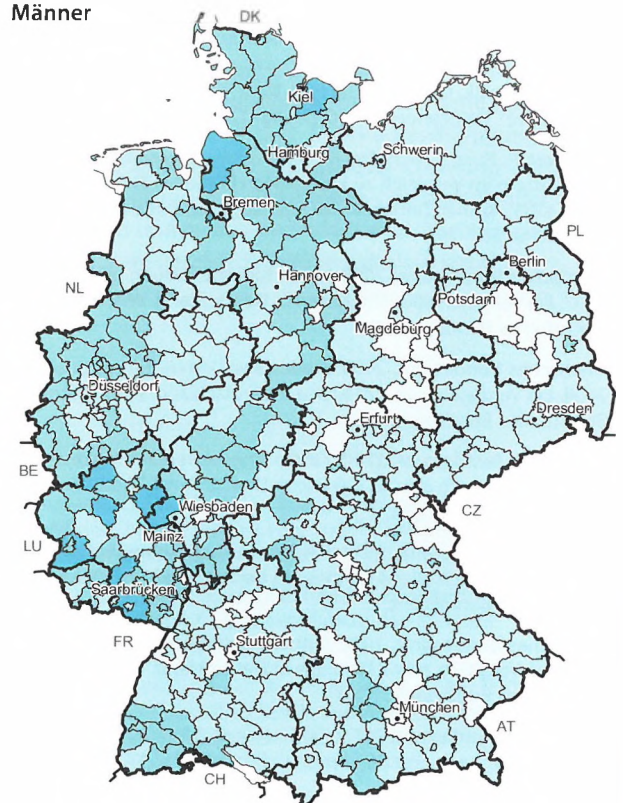 Männer
DK
Kiel
Hamburg
Schwerin
Bremen
PL
Berlin
NL
Hannover
Potsdam
Magdeburg
Düsseldorf
Erfurt
Dresden
BE
Wiesbaden
CZ
LU
Mainz
Saarbrücken
FR
Stuttgart
München
AT
CH